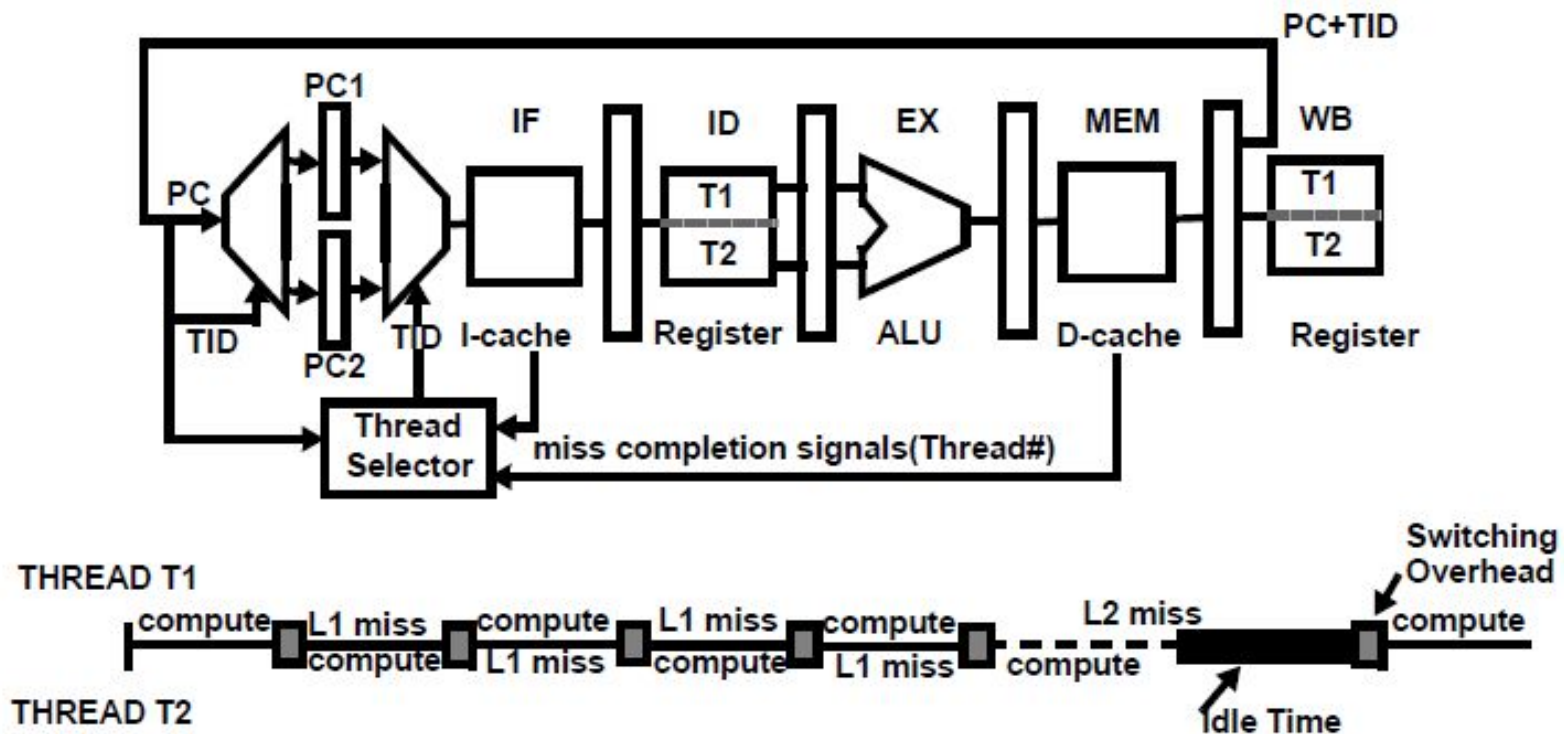 PC+TID
PC1
IF
ID
EX
MEM
WB
PC
T1
T2
T1
T2
TID
PC2
TID
I-cache
Register
ALU
D-cache
Register
Thread
Selector
miss completion signals(Thread#)
Switching
Overhead
THREAD T1
compute
L1 miss
compute
L1 miss
compute
L2 miss
compute
compute
L1 miss
compute
L1 miss
compute
THREAD T2
Idle Time